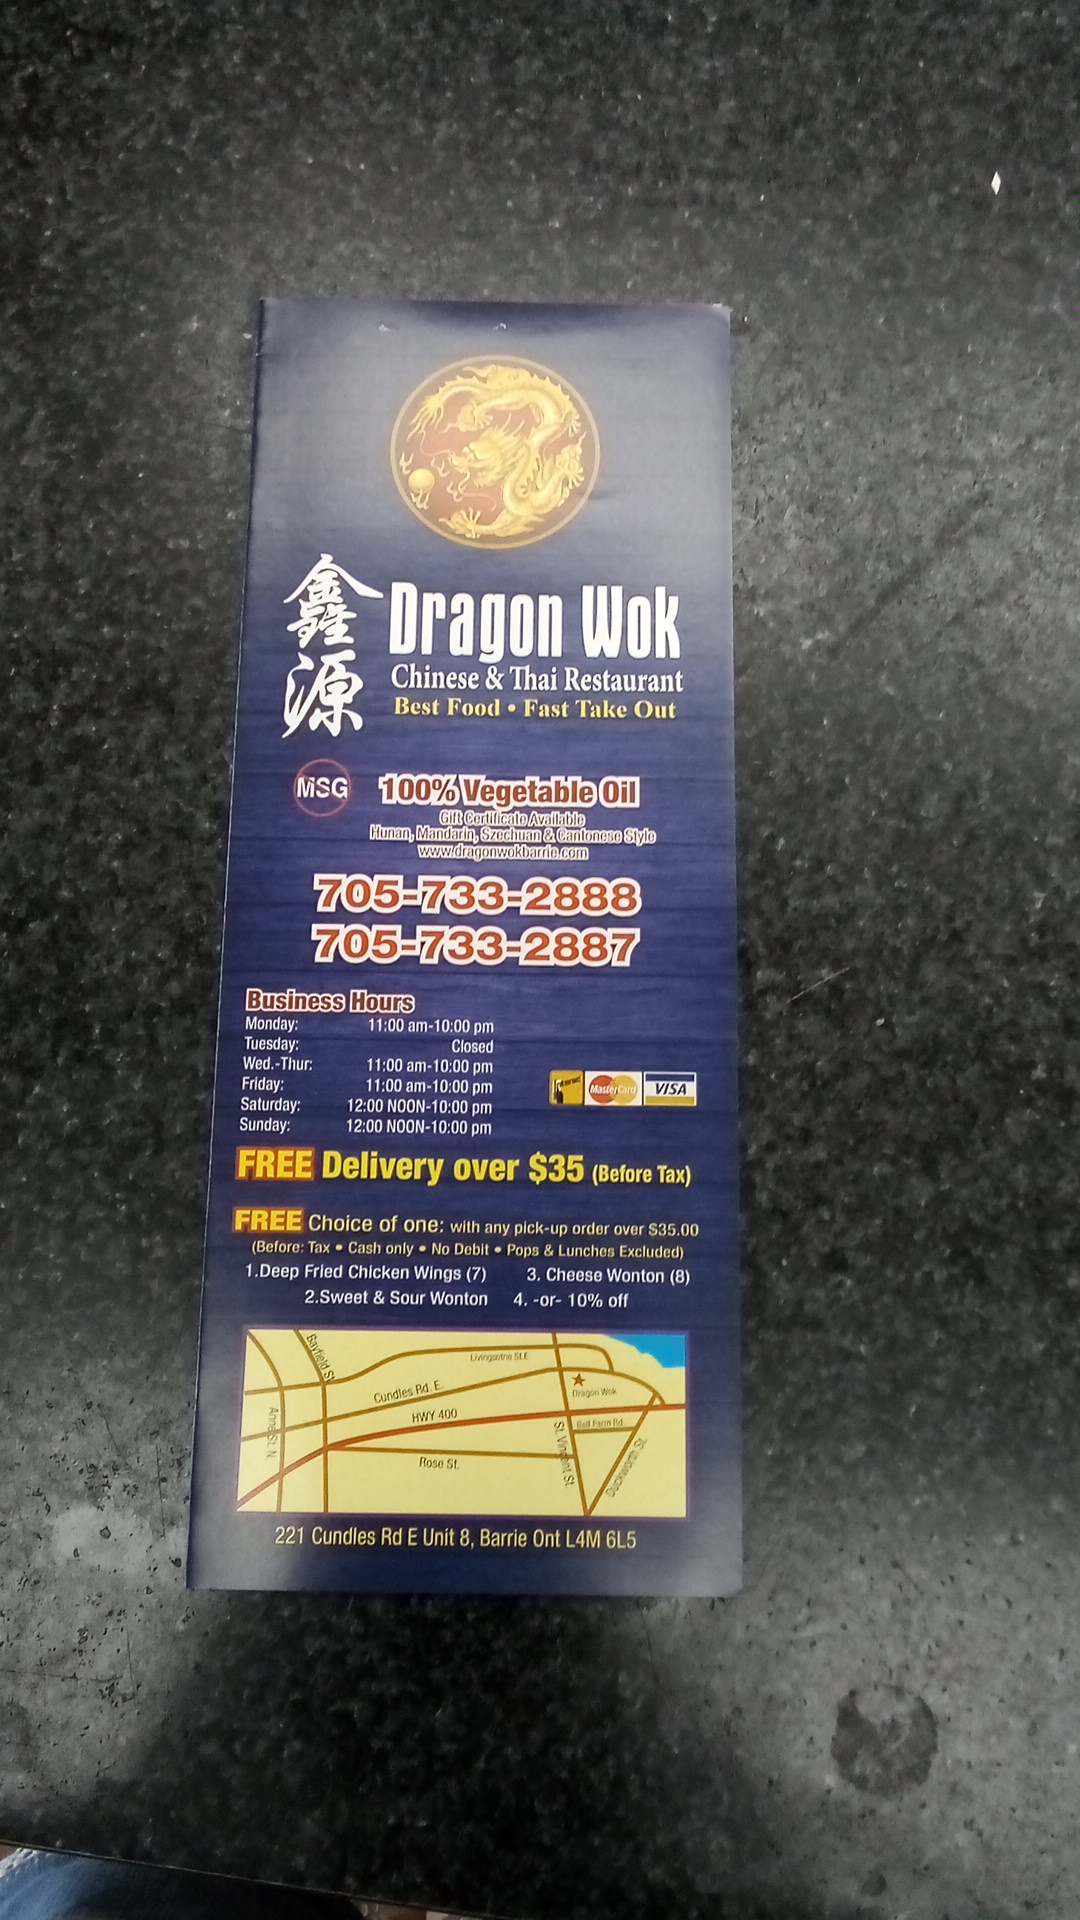 鑫源
Dragon Wok
Chinese & Thai Restaurant
Best Food • Fast Take Out
MSG
100% Vegetable Oil
Gift Certificate Available
Hunan, Mandarin, Szechuan & Cantonese Style
www.dragonwokbarrie.com
705-733-2888
705-733-2887
Business Hours
Monday: 11:00 am-10:00 pm
Tuesday: Closed
Wed.-Thur: 11:00 am-10:00 pm
Friday: 11:00 am-10:00 pm
Saturday: 12:00 NOON-10:00 pm
Sunday: 12:00 NOON-10:00 pm
Interac MasterCard VISA
FREE Delivery over $35 (Before Tax)
FREE Choice of one: with any pick-up order over $35.00
(Before: Tax • Cash only • No Debit • Pops & Lunches Excluded)
1.Deep Fried Chicken Wings (7) 3. Cheese Wonton (8)
2.Sweet & Sour Wonton 4. -or- 10% off
Bayfield St.
Livingsotne St.E
Cundles Rd. E.
Dragon Wok
Anne St. N.
HWY 400
Bell Farm Rd.
St. Vincent St.
Duckworth St.
Rose St.
221 Cundles Rd E Unit 8, Barrie Ont L4M 6L5